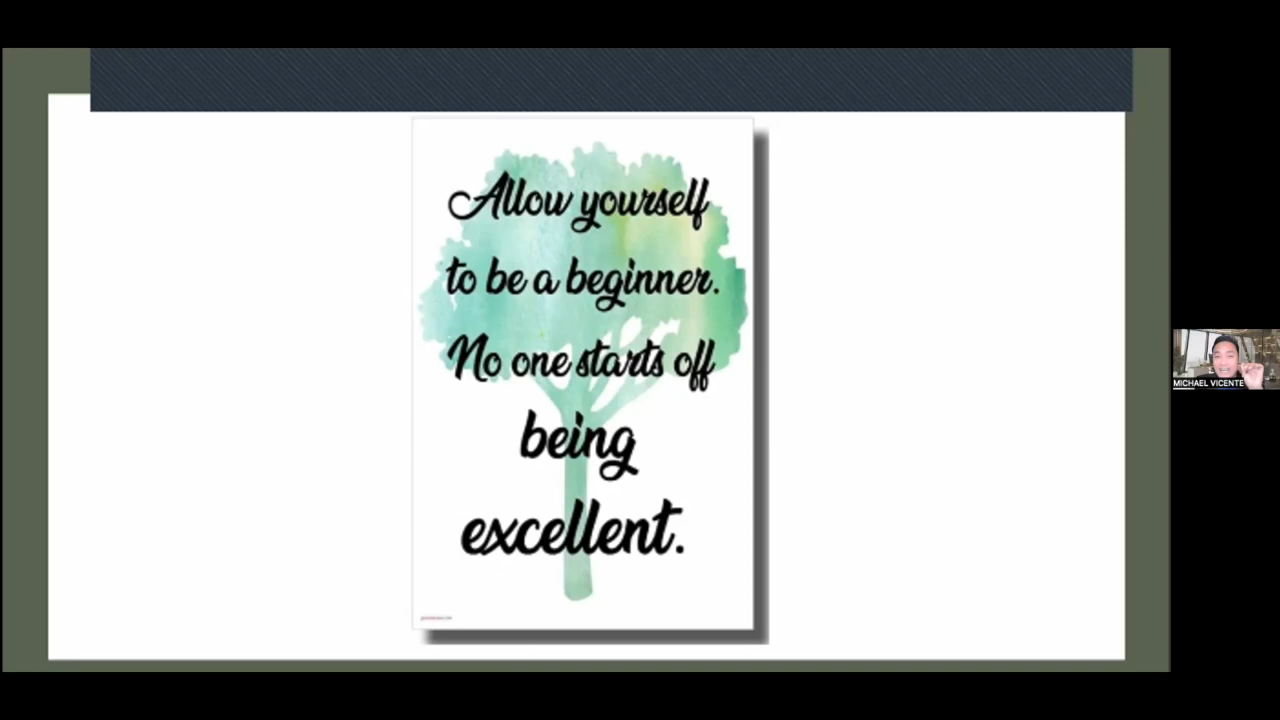 Allow yourself
to be a beginner.
No one starts off
being
excellent.
MICHAEL VICENTE